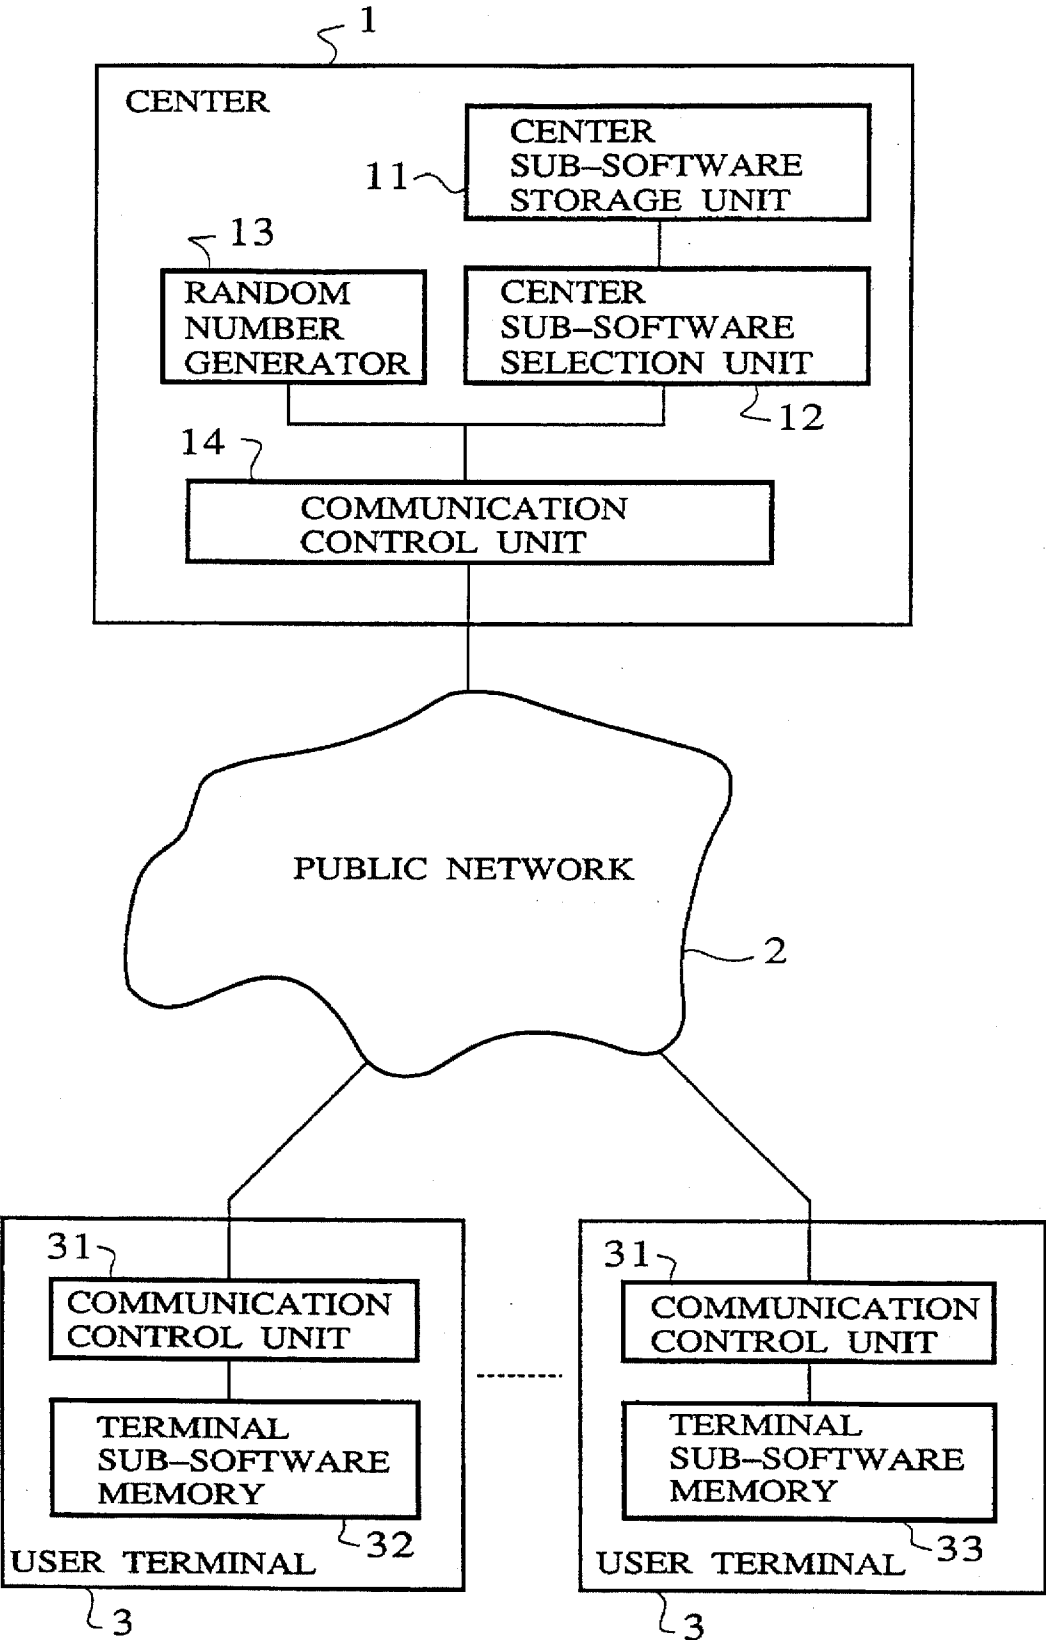 1
CENTER
CENTER
SUB–SOFTWARE
STORAGE UNIT
11
13
RANDOM
NUMBER
GENERATOR
CENTER
SUB–SOFTWARE
SELECTION UNIT
12
14
COMMUNICATION
CONTROL UNIT
PUBLIC NETWORK
2
31
COMMUNICATION
CONTROL UNIT
TERMINAL
SUB–SOFTWARE
MEMORY
32
USER TERMINAL
3
31
COMMUNICATION
CONTROL UNIT
TERMINAL
SUB–SOFTWARE
MEMORY
33
USER TERMINAL
3